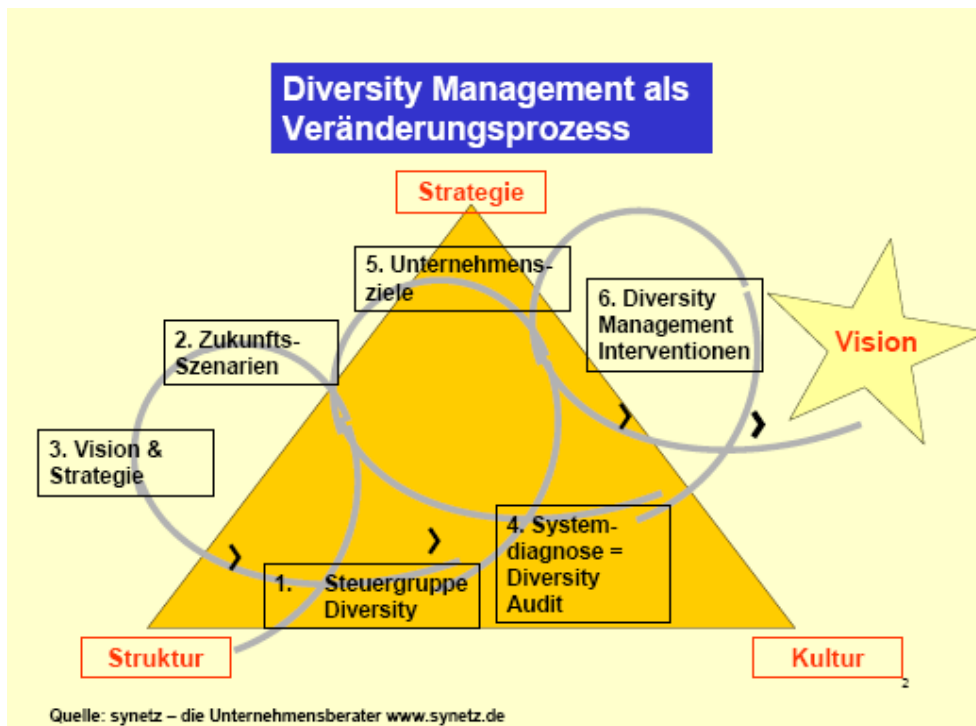 Diversity Management als
Veränderungsprozess
Strategie
5. Unternehmens-
ziele
6. Diversity
Management
Interventionen
Vision
2. Zukunfts-
Szenarien
3. Vision &
Strategie
4. System-
diagnose =
Diversity
Audit
1. Steuergruppe
Diversity
Struktur
Kultur
2
Quelle: synetz – die Unternehmensberater www.synetz.de